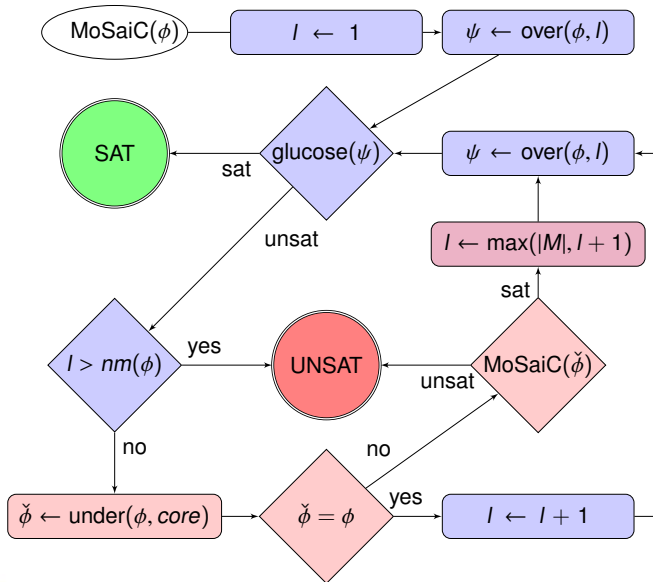 MoSaiC(ϕ)
l ← 1
ψ ← over(ϕ, l)
SAT
sat
glucose(ψ)
ψ ← over(ϕ, l)
unsat
l ← max(|M|, l + 1)
sat
l > nm(ϕ)
yes
UNSAT
unsat
MoSaiC(ϕ̌)
no
no
ϕ̌ ← under(ϕ, core)
ϕ̌ = ϕ
yes
l ← l + 1